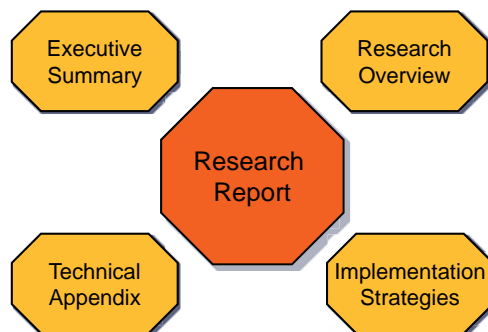 Executive
Summary
Research
Overview
Research
Report
Technical
Appendix
Implementation
Strategies